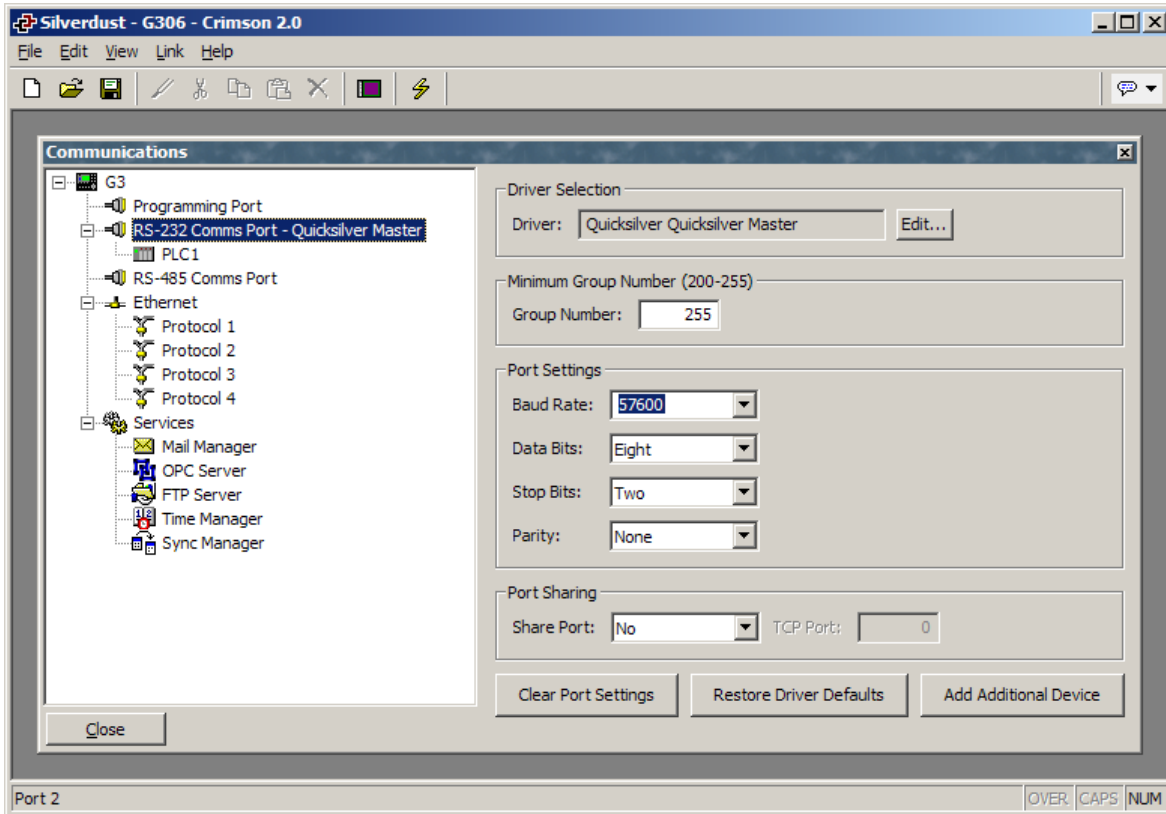 Silverdust - G306 - Crimson 2.0
File Edit View Link Help
Communications
G3
Programming Port
RS-232 Comms Port - Quicksilver Master
PLC1
RS-485 Comms Port
Ethernet
Protocol 1
Protocol 2
Protocol 3
Protocol 4
Services
Mail Manager
OPC Server
FTP Server
Time Manager
Sync Manager
Close
Driver Selection
Driver: Quicksilver Quicksilver Master Edit...
Minimum Group Number (200-255)
Group Number: 255
Port Settings
Baud Rate: 57600
Data Bits: Eight
Stop Bits: Two
Parity: None
Port Sharing
Share Port: No TCP Port: 0
Clear Port Settings Restore Driver Defaults Add Additional Device
Port 2 OVER CAPS NUM